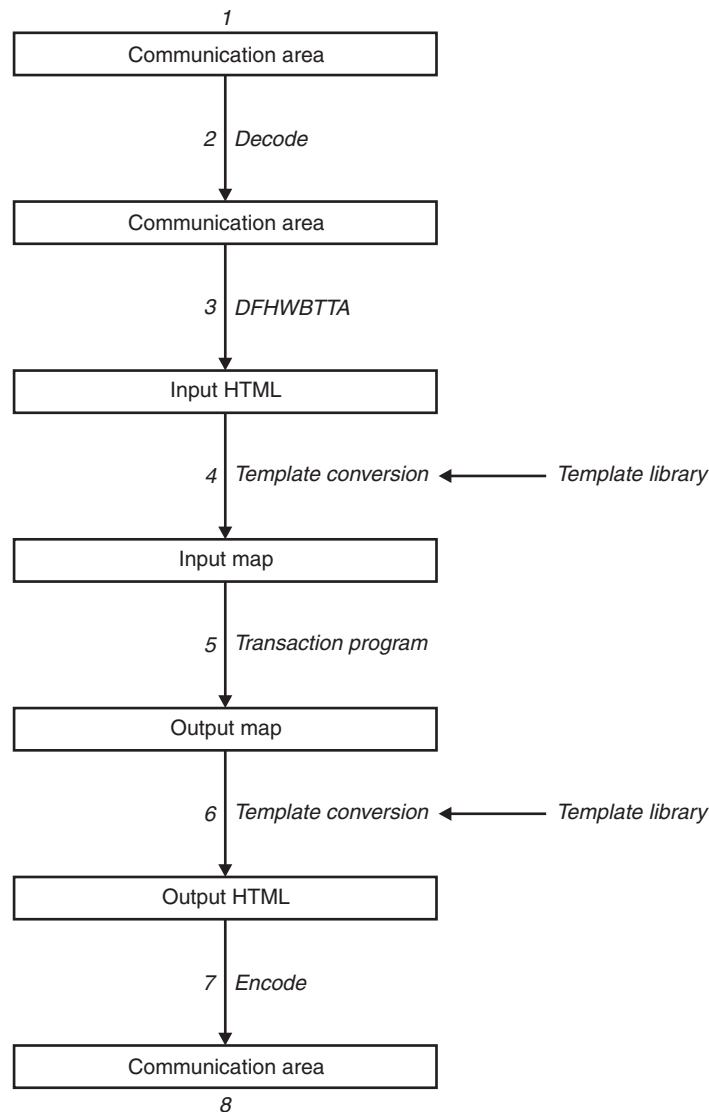 1
Communication area
2 Decode
Communication area
3 DFHWBTTA
Input HTML
4 Template conversion Template library
Input map
5 Transaction program
Output map
6 Template conversion Template library
Output HTML
7 Encode
Communication area
8